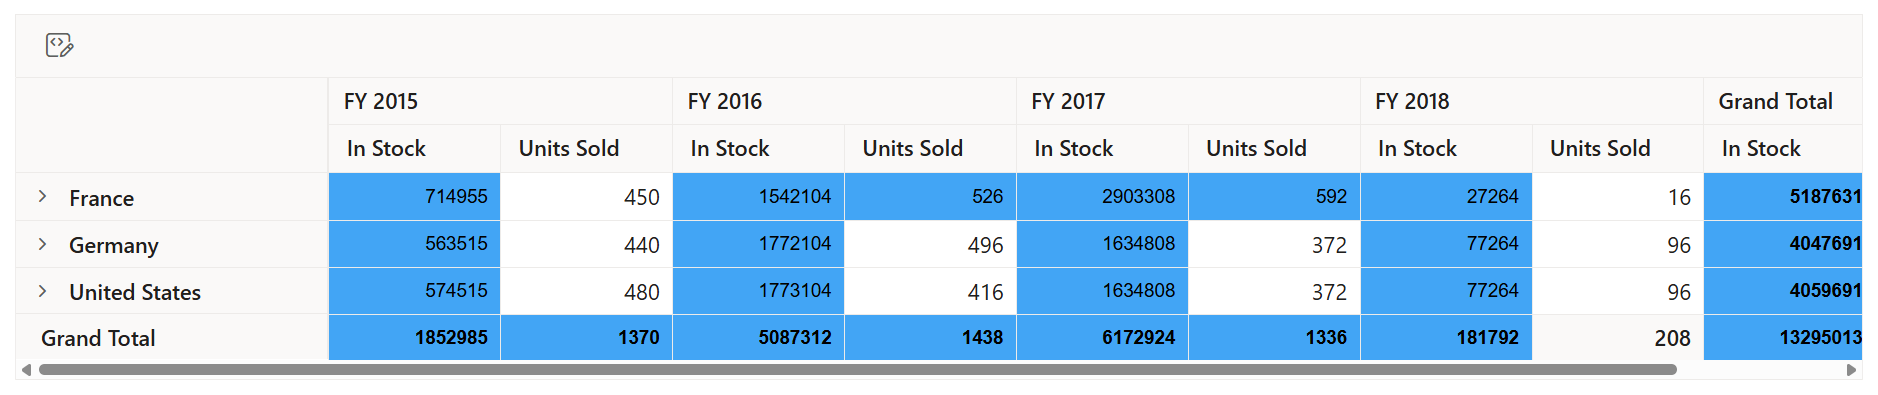 FY 2015 FY 2016 FY 2017 FY 2018 Grand Total
In Stock Units Sold In Stock Units Sold In Stock Units Sold In Stock Units Sold In Stock
France 714955 450 1542104 526 2903308 592 27264 16 5187631
Germany 563515 440 1772104 496 1634808 372 77264 96 4047691
United States 574515 480 1773104 416 1634808 372 77264 96 4059691
Grand Total 1852985 1370 5087312 1438 6172924 1336 181792 208 13295013